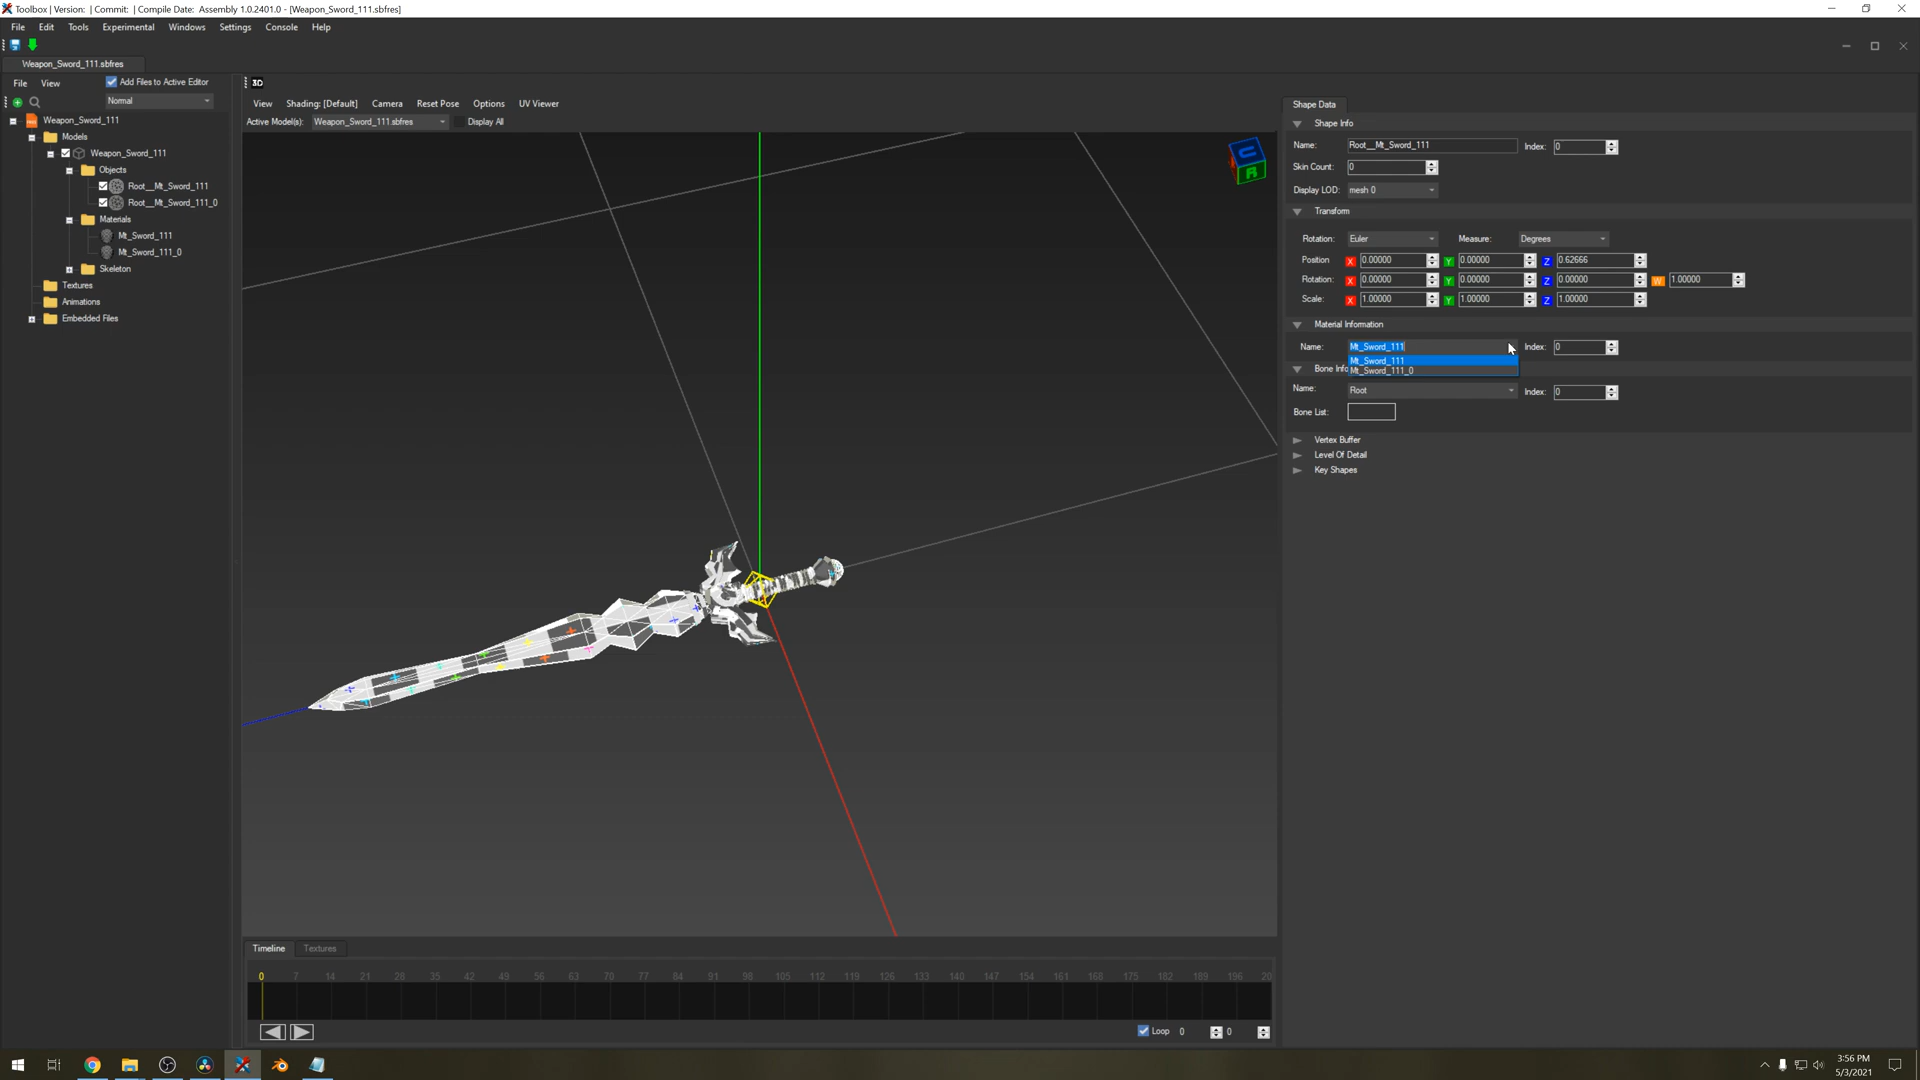 Toolbox | Version: | Commit: | Compile Date: Assembly 1.0.2401.0 - [Weapon_Sword_111.sbfres]
File Edit Tools Experimental Windows Settings Console Help
Weapon_Sword_111.sbfres
File View Add Files to Active Editor
Normal
Weapon_Sword_111
Models
Weapon_Sword_111
Objects
Root__Mt_Sword_111
Root__Mt_Sword_111_0
Materials
Mt_Sword_111
Mt_Sword_111_0
Skeleton
Textures
Animations
Embedded Files
3D
View Shading: [Default] Camera Reset Pose Options UV Viewer
Active Model(s): Weapon_Sword_111.sbfres Display All
R
Timeline Textures
0 7 14 21 28 35 42 49 56 63 70 77 84 91 98 105 112 119 126 133 140 147 154 161 168 175 182 189 196 20
Loop 0 0
Shape Data
Shape Info
Name: Root__Mt_Sword_111 Index: 0
Skin Count: 0
Display LOD: mesh 0
Transform
Rotation: Euler Measure: Degrees
Position X 0.00000 Y 0.00000 Z 0.62666
Rotation: X 0.00000 Y 0.00000 Z 0.00000 W 1.00000
Scale: X 1.00000 Y 1.00000 Z 1.00000
Material Information
Name: Mt_Sword_111 Index: 0
Mt_Sword_111
Mt_Sword_111_0
Bone Info
Name: Root Index: 0
Bone List:
Vertex Buffer
Level Of Detail
Key Shapes
3:56 PM
5/3/2021